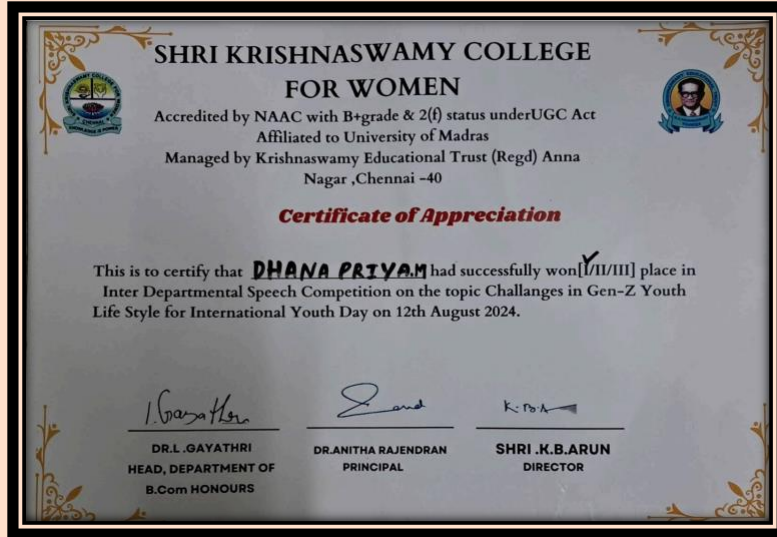 SHRI KRISHNASWAMY COLLEGE
FOR WOMEN
Accredited by NAAC with B+grade & 2(f) status underUGC Act
Affiliated to University of Madras
Managed by Krishnaswamy Educational Trust (Regd) Anna
Nagar ,Chennai -40
Certificate of Appreciation
This is to certify that DHANA PRIYA.M had successfully won[I/II/III] place in
Inter Departmental Speech Competition on the topic Challanges in Gen-Z Youth
Life Style for International Youth Day on 12th August 2024.
DR.L .GAYATHRI
HEAD, DEPARTMENT OF
B.Com HONOURS
DR.ANITHA RAJENDRAN
PRINCIPAL
K.B.A
SHRI .K.B.ARUN
DIRECTOR